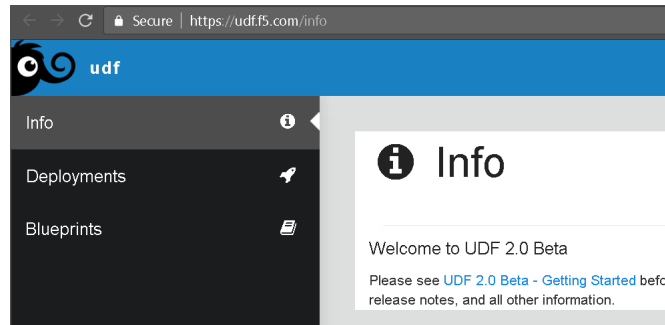 Secure | https://udf.f5.com/info
udf
Info
Deployments
Blueprints
Info
Welcome to UDF 2.0 Beta
Please see UDF 2.0 Beta - Getting Started
release notes, and all other information.